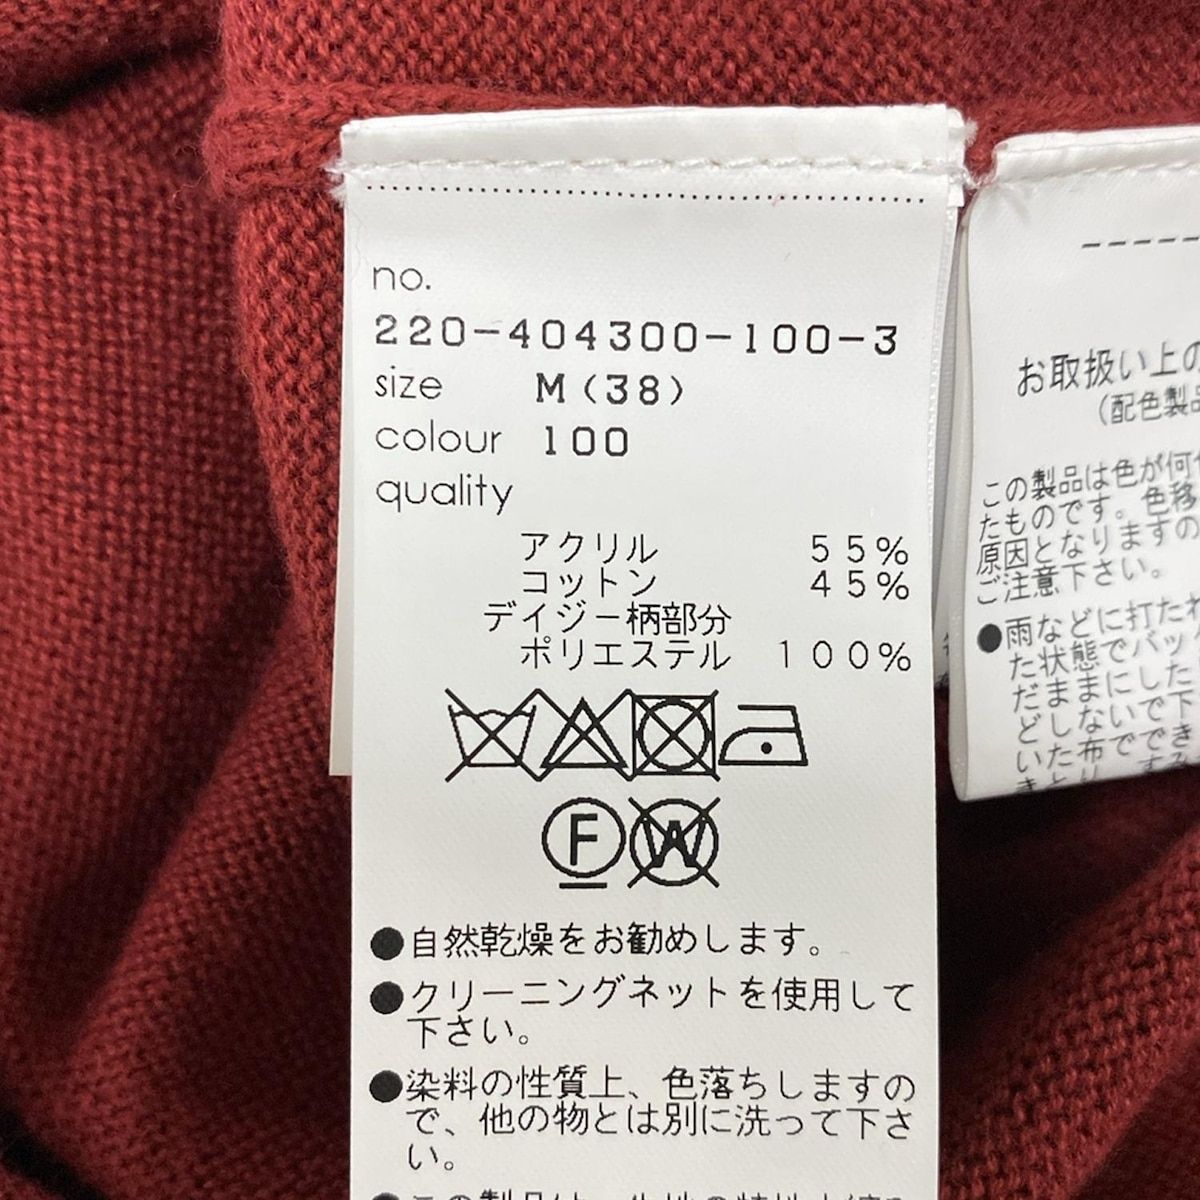 no.
220-404300-100-3
size M(38)
colour 100
quality
アクリル 55%
コットン 45%
デイジー柄部分
ポリエステル 100%
F W
●自然乾燥をお勧めします。
●クリーニングネットを使用して
下さい。
●染料の性質上、色落ちしますの
で、他の物とは別に洗って下さ
い。
お取扱い上の
(配色製品
この製品は色が何
たものです。色移
原因となりますの
ご注意下さい。
●雨などに打たれ
た状態でバッ
だままにした
どしないで下
いた布ででき